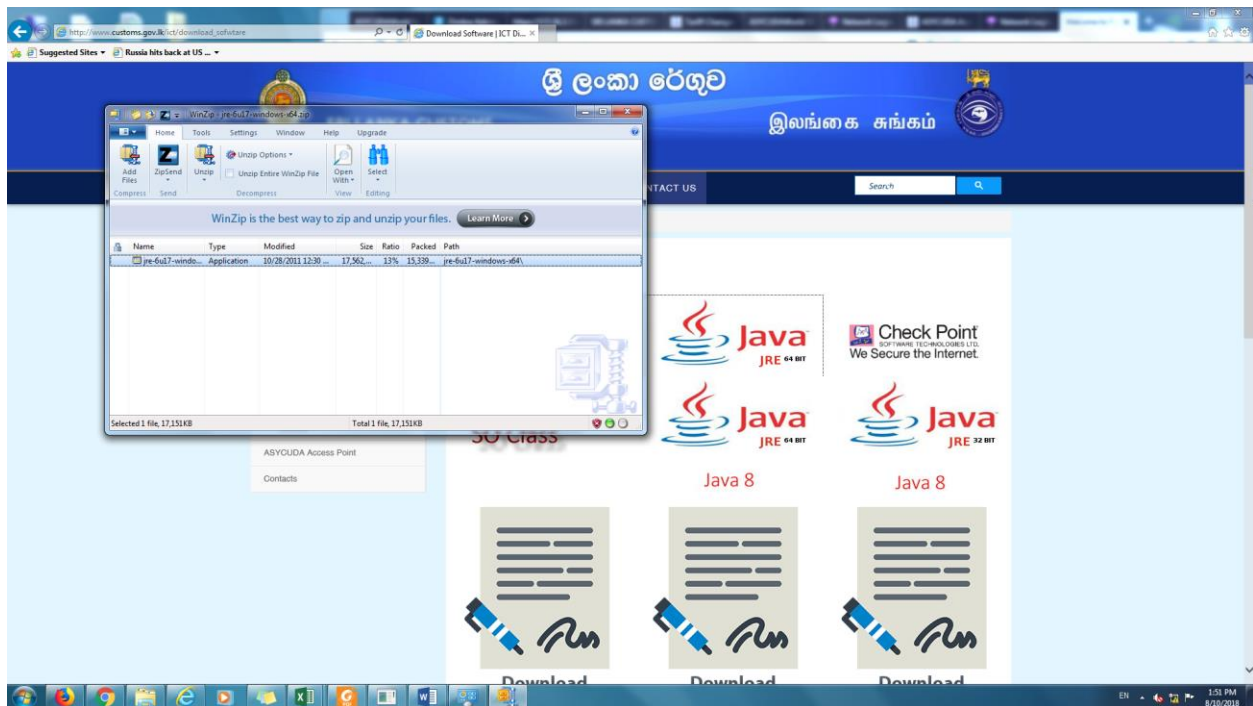 http://www.customs.gov.lk/ict/download_sofwtare
Download Software | ICT Di...
Suggested Sites
Russia hits back at US ...
ශ්‍රී ලංකා රේගුව
இலங்கை சுங்கம்
WinZip - jre-6u17-windows-x64.zip
Home Tools Settings Window Help Upgrade
Add Files
ZipSend
Unzip
Unzip Options
Unzip Entire WinZip File
Open With
Select
Compress Send Decompress View Editing
WinZip is the best way to zip and unzip your files. Learn More
Name Type Modified Size Ratio Packed Path
jre-6u17-windo... Application 10/28/2011 12:30 ... 17,562,... 13% 15,339... jre-6u17-windows-x64\
Selected 1 file, 17,151KB Total 1 file, 17,151KB
NTACT US
Search
Java
JRE 64 BIT
Check Point
SOFTWARE TECHNOLOGIES LTD.
We Secure the Internet.
SO Class
Java
JRE 64 BIT
Java
JRE 32 BIT
ASYCUDA Access Point
Contacts
Java 8
Java 8
Download Download Download
EN 1:51 PM
8/10/2018